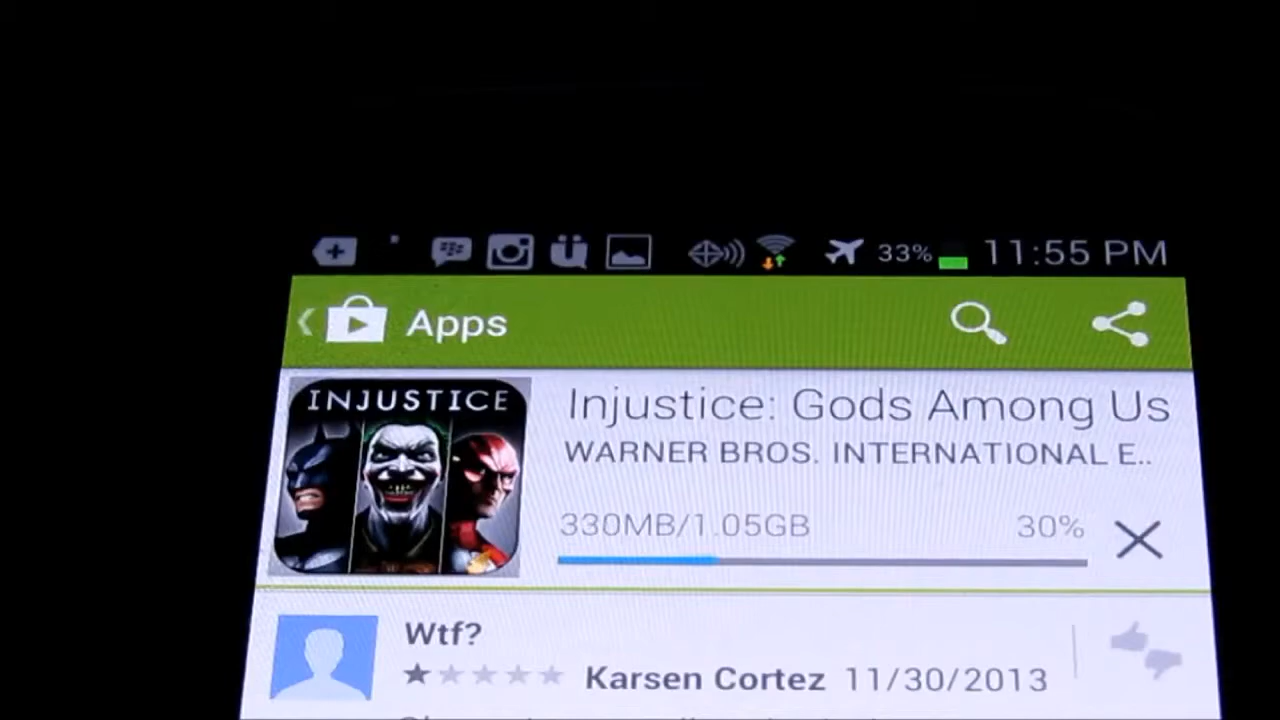 33% 11:55 PM
Apps
INJUSTICE
Injustice: Gods Among Us
WARNER BROS. INTERNATIONAL E..
330MB/1.05GB 30%
Wtf?
Karsen Cortez 11/30/2013